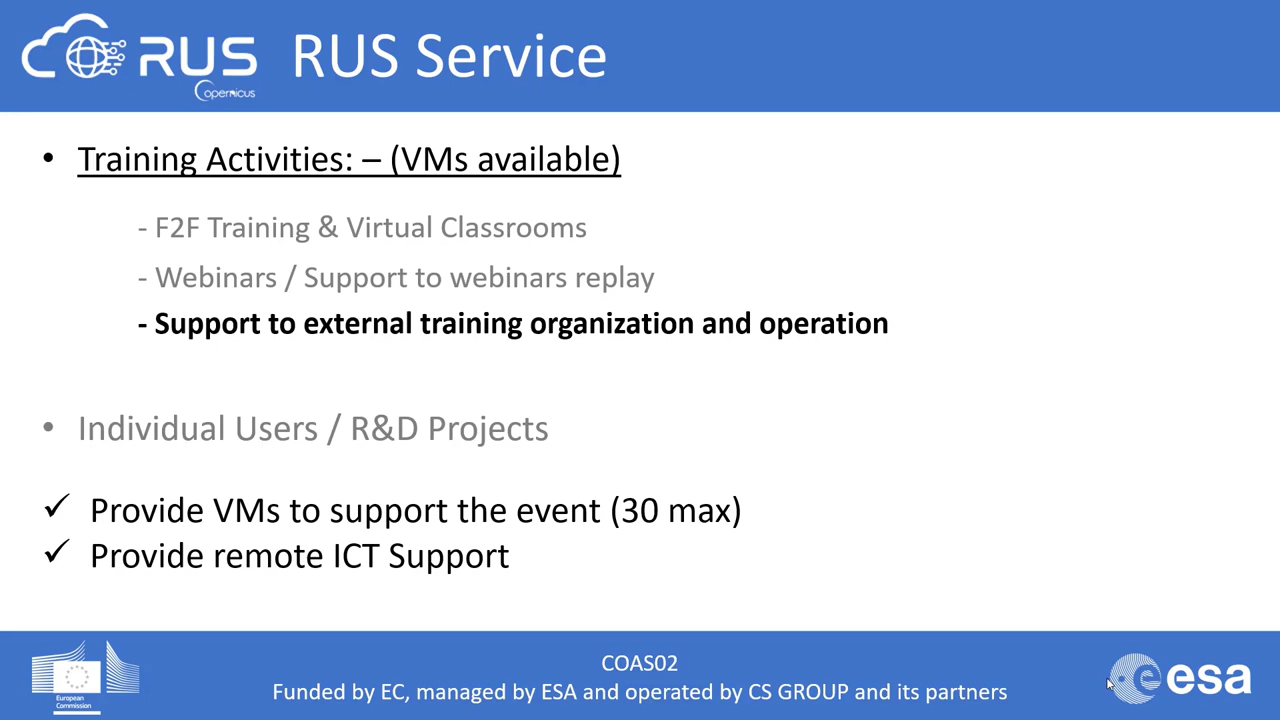 RUS
Copernicus
RUS Service
• Training Activities: – (VMs available)
- F2F Training & Virtual Classrooms
- Webinars / Support to webinars replay
- Support to external training organization and operation
• Individual Users / R&D Projects
✓ Provide VMs to support the event (30 max)
✓ Provide remote ICT Support
European
Commission
COAS02
Funded by EC, managed by ESA and operated by CS GROUP and its partners
esa